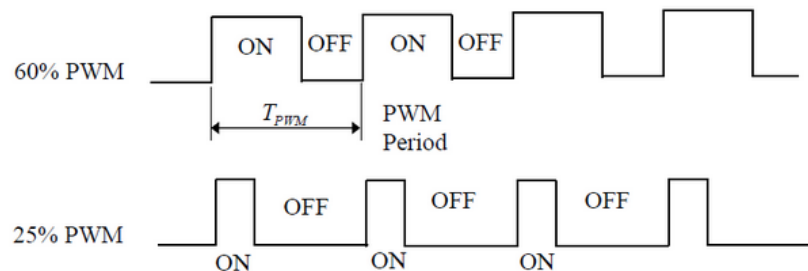 ON OFF ON OFF
60% PWM
T_PWM PWM
Period
OFF OFF OFF
25% PWM
ON ON ON